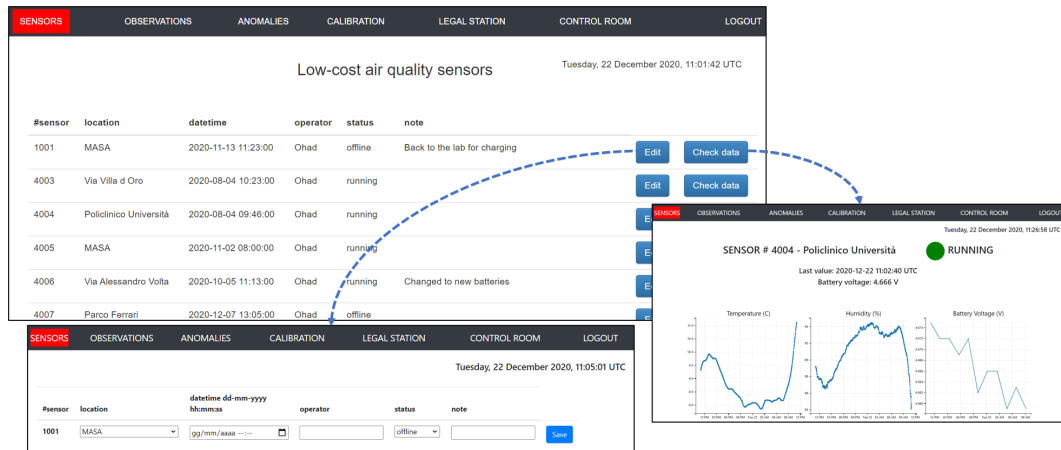 SENSORS OBSERVATIONS ANOMALIES CALIBRATION LEGAL STATION CONTROL ROOM LOGOUT
Low-cost air quality sensors
Tuesday, 22 December 2020, 11:01:42 UTC
#sensor location datetime operator status note
1001 MASA 2020-11-13 11:23:00 Ohad offline Back to the lab for charging Edit Check data
4003 Via Villa d Oro 2020-08-04 10:23:00 Ohad running Edit Check data
4004 Policlinico Università 2020-08-04 09:46:00 Ohad running
4005 MASA 2020-11-02 08:00:00 Ohad running
4006 Via Alessandro Volta 2020-10-05 11:13:00 Ohad running Changed to new batteries
4007 Parco Ferrari 2020-12-07 13:05:00 Ohad offline
SENSORS OBSERVATIONS ANOMALIES CALIBRATION LEGAL STATION CONTROL ROOM LOGOUT
Tuesday, 22 December 2020, 11:26:58 UTC
SENSOR # 4004 - Policlinico Università RUNNING
Last value: 2020-12-22 11:02:40 UTC
Battery voltage: 4.666 V
Temperature (C) Humidity (%) Battery Voltage (V)
SENSORS OBSERVATIONS ANOMALIES CALIBRATION LEGAL STATION CONTROL ROOM LOGOUT
Tuesday, 22 December 2020, 11:05:01 UTC
datetime dd-mm-yyyy
#sensor location hh:mm:ss operator status note
1001 MASA gg/mm/aaaa --:-- offline Save